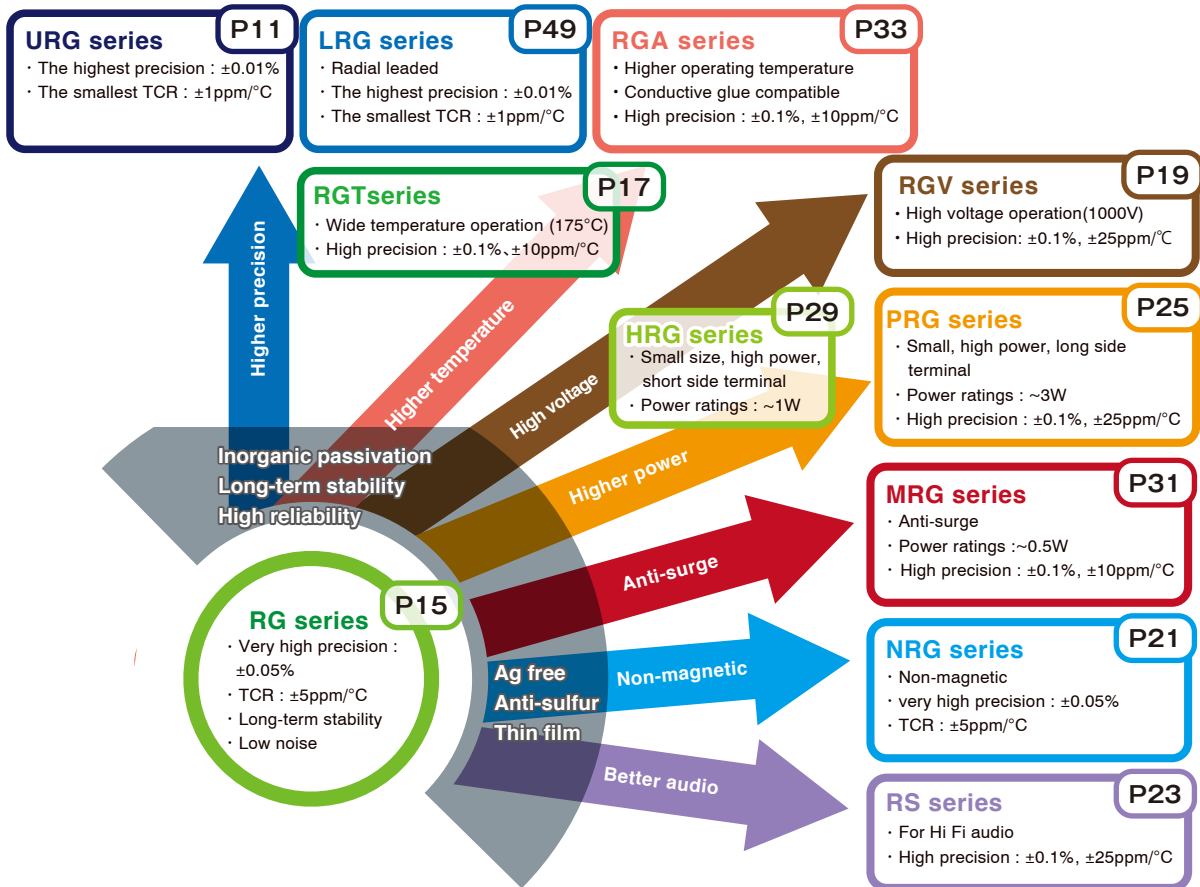 URG series
P11
· The highest precision : ±0.01%
· The smallest TCR : ±1ppm/°C
LRG series
P49
· Radial leaded
· The highest precision : ±0.01%
· The smallest TCR : ±1ppm/°C
RGA series
P33
· Higher operating temperature
· Conductive glue compatible
· High precision : ±0.1%, ±10ppm/°C
RGTseries
P17
· Wide temperature operation (175°C)
· High precision : ±0.1%、±10ppm/°C
RGV series
P19
· High voltage operation(1000V)
· High precision: ±0.1%, ±25ppm/℃
HRG series
P29
· Small size, high power,
short side terminal
· Power ratings : ~1W
PRG series
P25
· Small, high power, long side
terminal
· Power ratings : ~3W
· High precision : ±0.1%, ±25ppm/°C
MRG series
P31
· Anti-surge
· Power ratings :~0.5W
· High precision : ±0.1%, ±10ppm/°C
NRG series
P21
· Non-magnetic
· very high precision : ±0.05%
· TCR : ±5ppm/°C
RS series
P23
· For Hi Fi audio
· High precision : ±0.1%, ±25ppm/°C
Higher precision
Higher temperature
High voltage
Higher power
Anti-surge
Non-magnetic
Better audio
Inorganic passivation
Long-term stability
High reliability
Ag free
Anti-sulfur
Thin film
RG series
P15
· Very high precision :
±0.05%
· TCR : ±5ppm/°C
· Long-term stability
· Low noise